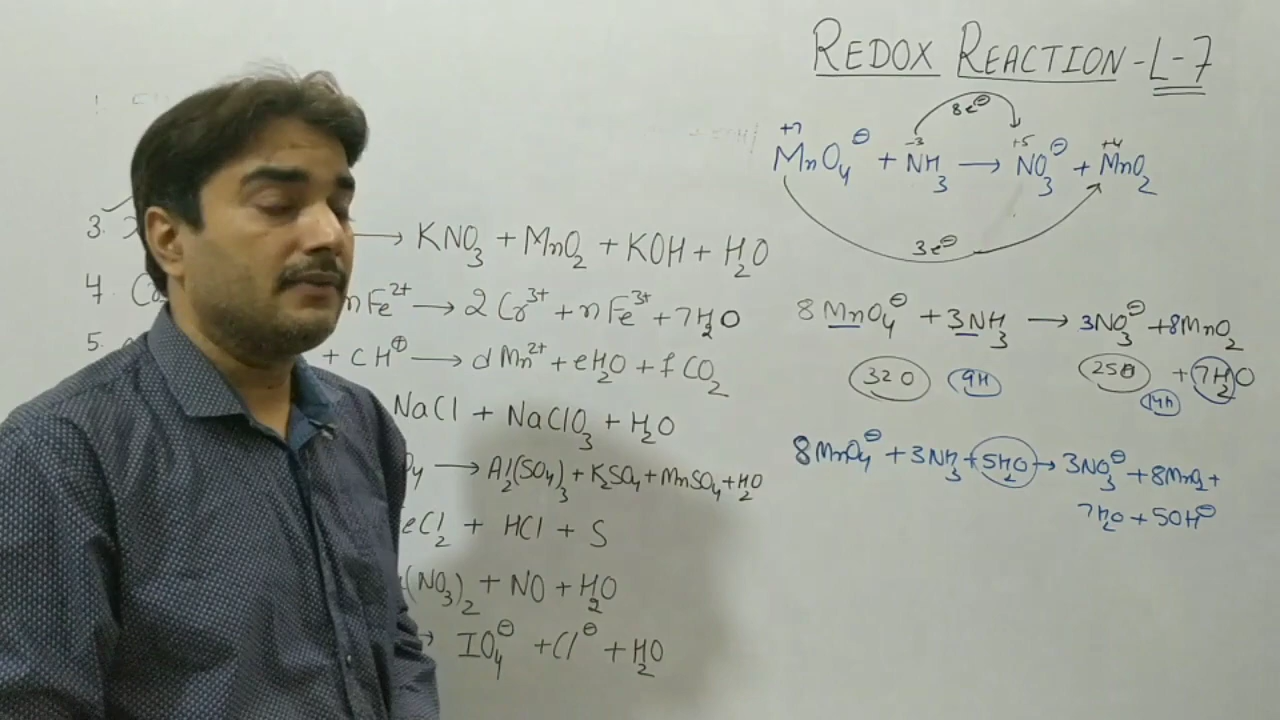 REDOX REACTION-L-7
3. → KNO₃ + MnO₂ + KOH + H₂O
4. nFe²⁺ → 2Cr³⁺ + nFe³⁺ + 7H₂O
5. + CH⊕ → dMn²⁺ + eH₂O + fCO₂
NaCl + NaClO₃ + H₂O
O₄ → Al₂(SO₄)₃ + K₂SO₄ + MnSO₄ + H₂O
eCl₂ + HCl + S
(NO₃)₂ + NO + H₂O
→ IO₄⊖ + Cl⊖ + H₂O
8e⊖
+7 -3 +5 +4
MnO₄⊖ + NH₃ → NO₃⊖ + MnO₂
3e⊖
8MnO₄⊖ + 3NH₃ → 3NO₃⊖ + 8MnO₂
32O 9H 25O + 7H₂O
14H
8MnO₄⊖ + 3NH₃ + 5H₂O → 3NO₃⊖ + 8MnO₂ +
7H₂O + 5OH⊖